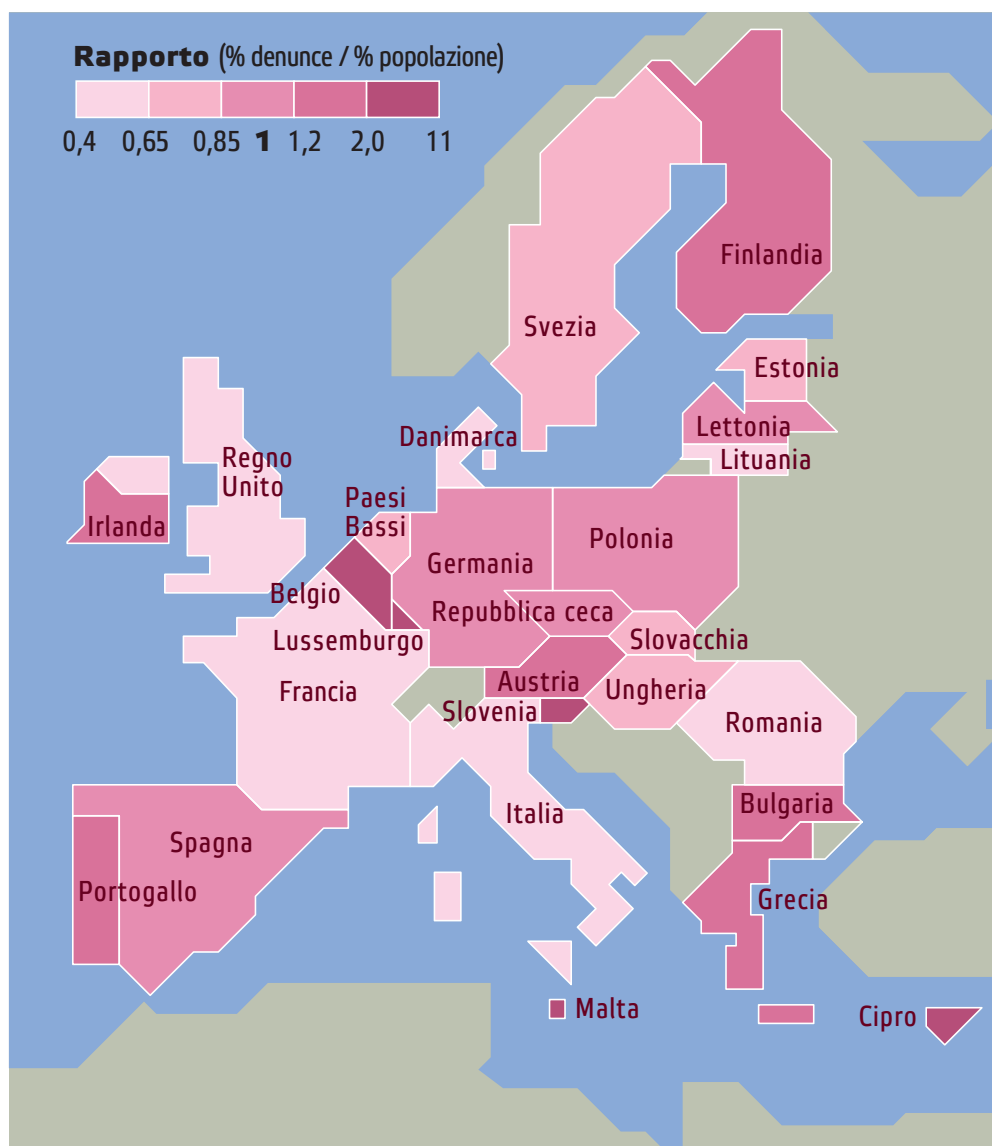 Rapporto (% denunce / % popolazione)
0,4 0,65 0,85 1 1,2 2,0 11
Finlandia
Svezia
Estonia
Lettonia
Danimarca
Lituania
Regno
Unito
Irlanda
Paesi
Bassi
Polonia
Germania
Belgio
Repubblica ceca
Lussemburgo
Slovacchia
Francia
Austria
Ungheria
Slovenia
Romania
Bulgaria
Italia
Spagna
Portogallo
Grecia
Malta
Cipro